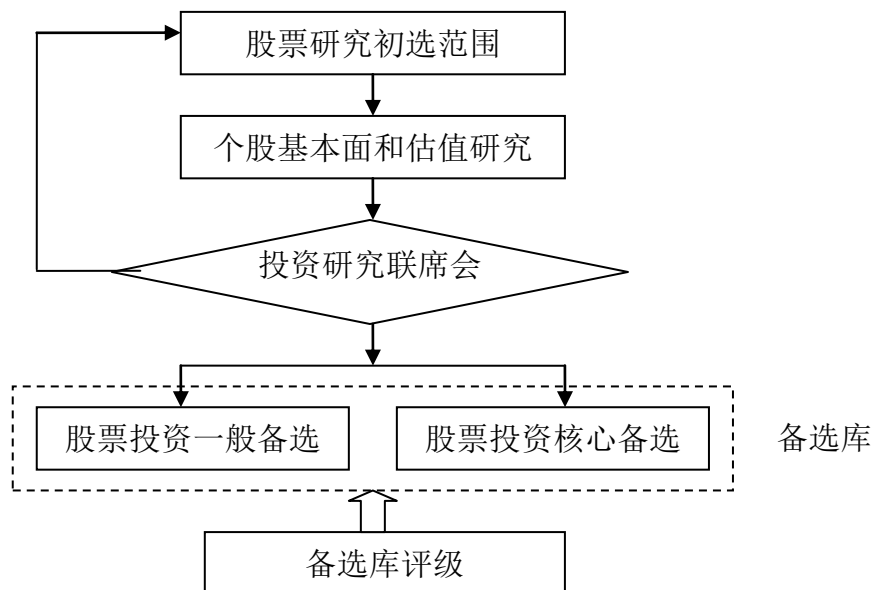 股票研究初选范围
个股基本面和估值研究
投资研究联席会
股票投资一般备选
股票投资核心备选
备选库
备选库评级